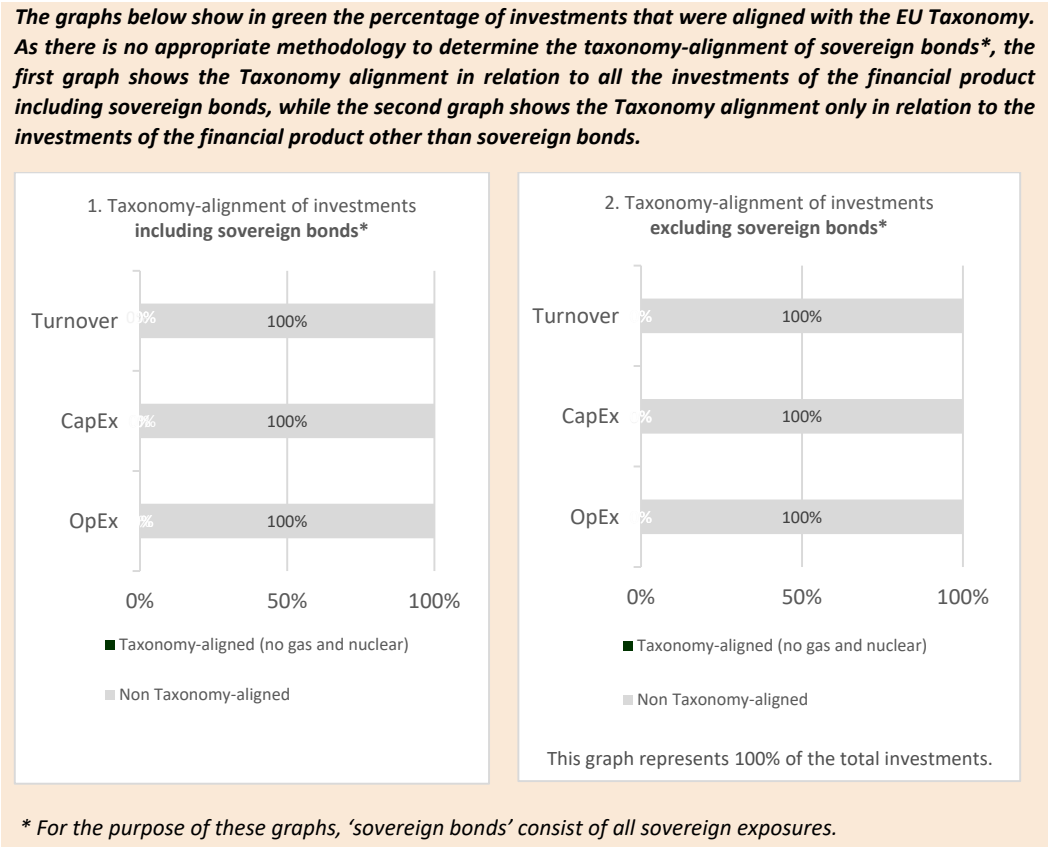 The graphs below show in green the percentage of investments that were aligned with the EU Taxonomy.
As there is no appropriate methodology to determine the taxonomy-alignment of sovereign bonds*, the
first graph shows the Taxonomy alignment in relation to all the investments of the financial product
including sovereign bonds, while the second graph shows the Taxonomy alignment only in relation to the
investments of the financial product other than sovereign bonds.
1. Taxonomy-alignment of investments
including sovereign bonds*
Turnover 100%
CapEx 100%
OpEx 100%
0% 50% 100%
Taxonomy-aligned (no gas and nuclear)
Non Taxonomy-aligned
2. Taxonomy-alignment of investments
excluding sovereign bonds*
Turnover 100%
CapEx 100%
OpEx 100%
0% 50% 100%
Taxonomy-aligned (no gas and nuclear)
Non Taxonomy-aligned
This graph represents 100% of the total investments.
* For the purpose of these graphs, ‘sovereign bonds’ consist of all sovereign exposures.